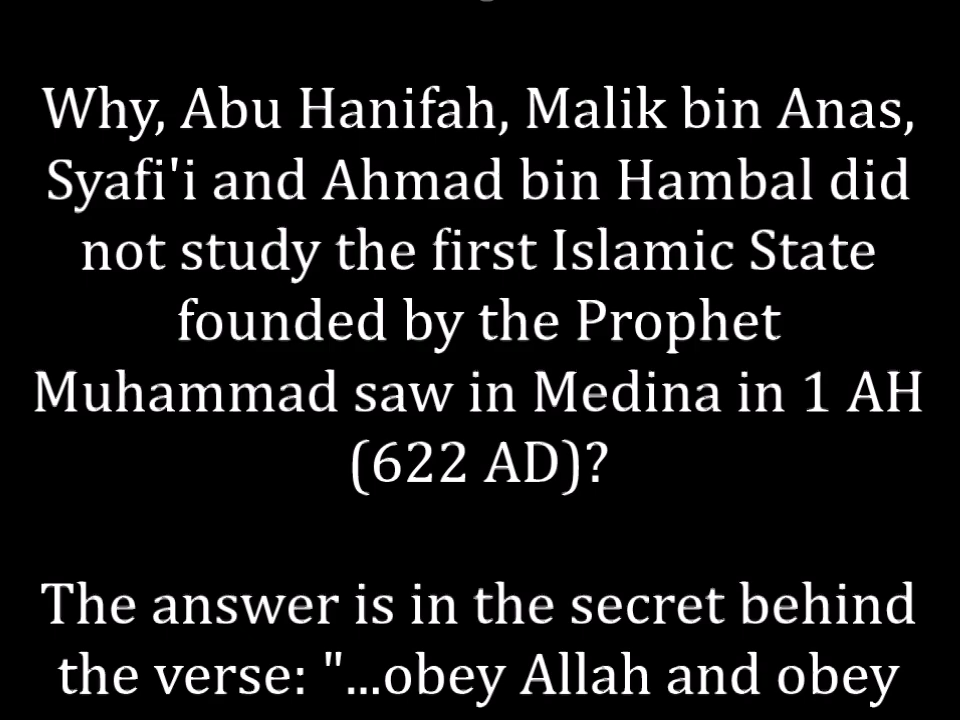 Why, Abu Hanifah, Malik bin Anas,
Syafi'i and Ahmad bin Hambal did
not study the first Islamic State
founded by the Prophet
Muhammad saw in Medina in 1 AH
(622 AD)?
The answer is in the secret behind
the verse: "...obey Allah and obey